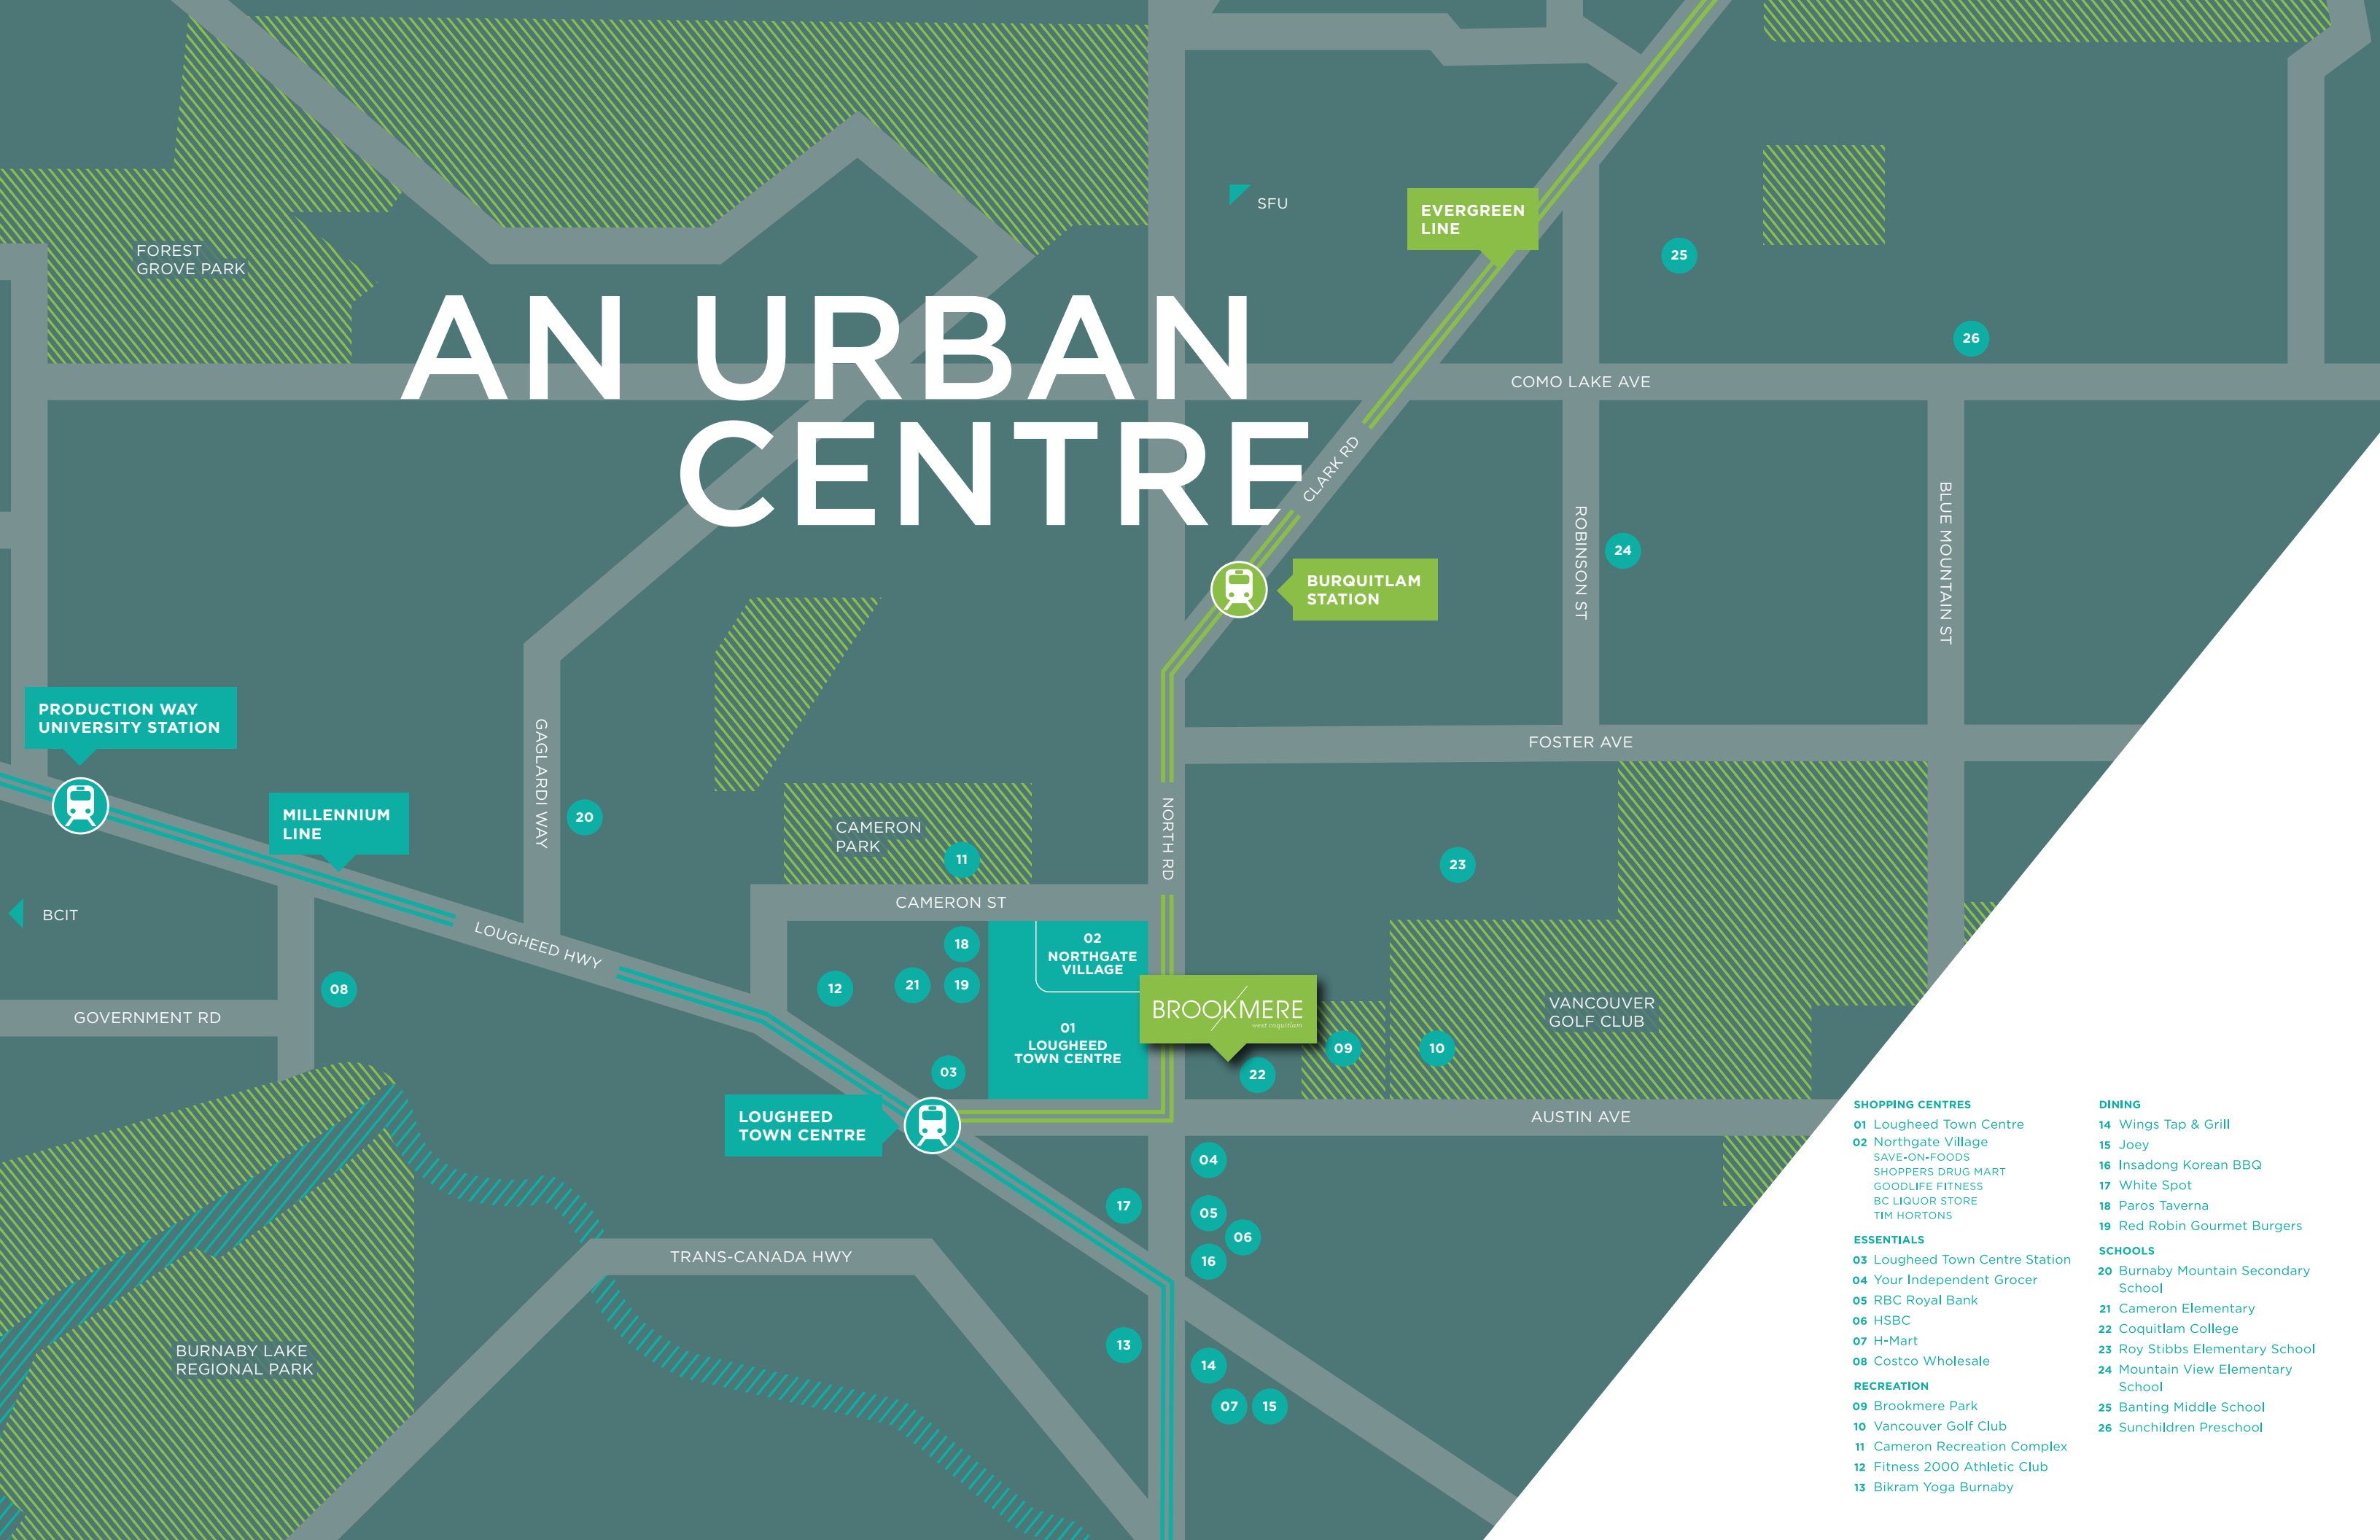 SFU
EVERGREEN
LINE
FOREST
GROVE PARK
25
26
AN URBAN
CENTRE
COMO LAKE AVE
CLARK RD
ROBINSON ST
24
BLUE MOUNTAIN ST
BURQUITLAM
STATION
PRODUCTION WAY
UNIVERSITY STATION
GAGLARDI WAY
FOSTER AVE
MILLENNIUM
LINE
20
CAMERON
PARK
11
NORTH RD
23
BCIT
CAMERON ST
LOUGHEED HWY
18
02
NORTHGATE
VILLAGE
08
12
21
19
GOVERNMENT RD
BROOKMERE
west coquitlam
VANCOUVER
GOLF CLUB
01
LOUGHEED
TOWN CENTRE
09
10
03
22
LOUGHEED
TOWN CENTRE
AUSTIN AVE
04
17
05
06
16
TRANS-CANADA HWY
BURNABY LAKE
REGIONAL PARK
13
14
07
15
SHOPPING CENTRES
01 Lougheed Town Centre
02 Northgate Village
SAVE-ON-FOODS
SHOPPERS DRUG MART
GOODLIFE FITNESS
BC LIQUOR STORE
TIM HORTONS
ESSENTIALS
03 Lougheed Town Centre Station
04 Your Independent Grocer
05 RBC Royal Bank
06 HSBC
07 H-Mart
08 Costco Wholesale
RECREATION
09 Brookmere Park
10 Vancouver Golf Club
11 Cameron Recreation Complex
12 Fitness 2000 Athletic Club
13 Bikram Yoga Burnaby
DINING
14 Wings Tap & Grill
15 Joey
16 Insadong Korean BBQ
17 White Spot
18 Paros Taverna
19 Red Robin Gourmet Burgers
SCHOOLS
20 Burnaby Mountain Secondary
School
21 Cameron Elementary
22 Coquitlam College
23 Roy Stibbs Elementary School
24 Mountain View Elementary
School
25 Banting Middle School
26 Sunchildren Preschool